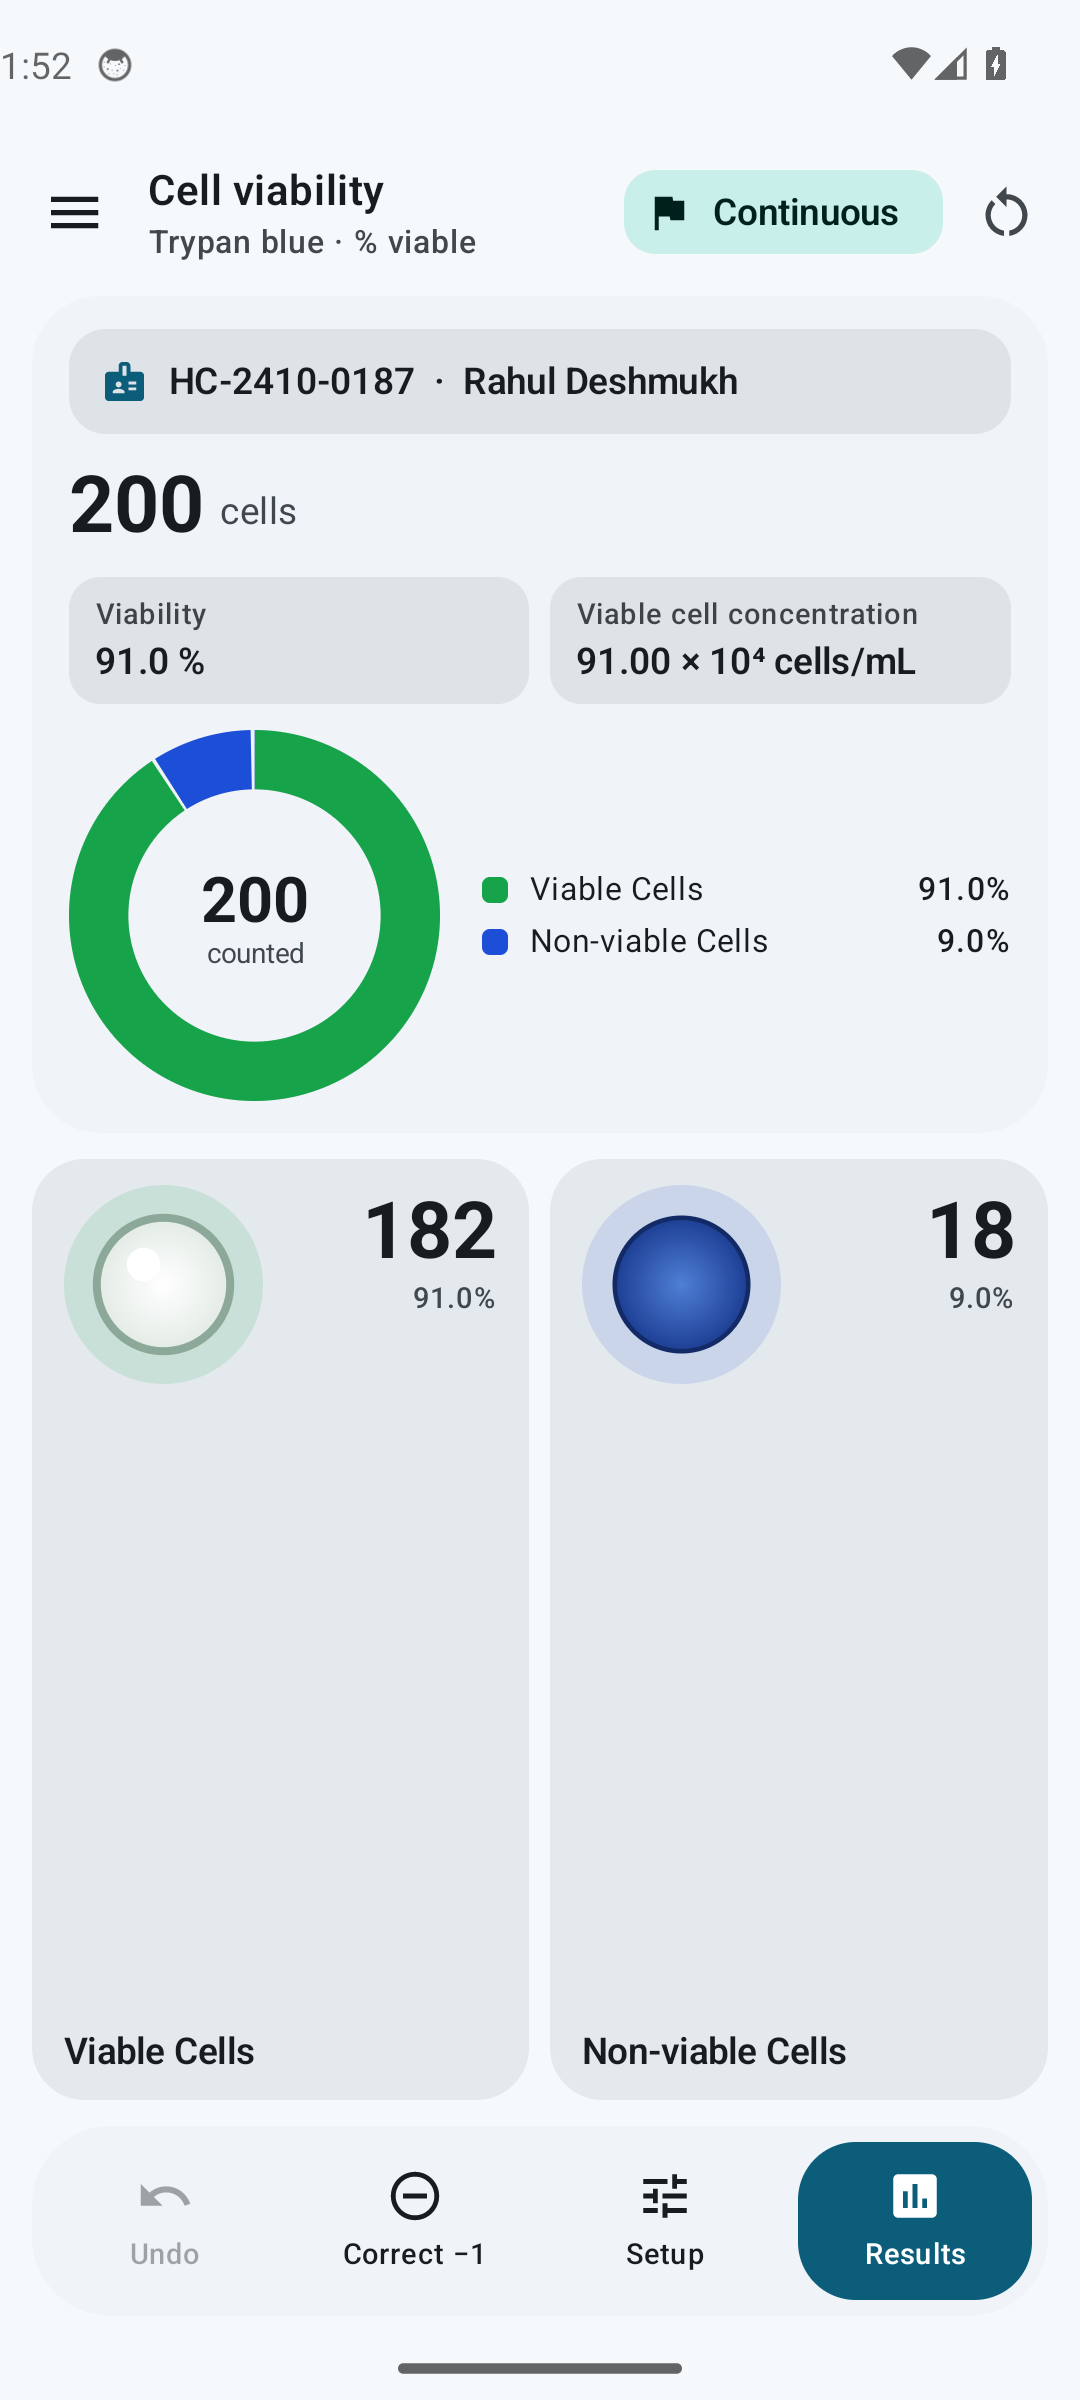 1:52
Cell viability
Trypan blue · % viable
Continuous
HC-2410-0187 · Rahul Deshmukh
200 cells
Viability
91.0 %
Viable cell concentration
91.00 × 10⁴ cells/mL
200
counted
Viable Cells 91.0%
Non-viable Cells 9.0%
182
91.0%
Viable Cells
18
9.0%
Non-viable Cells
Undo
Correct −1
Setup
Results